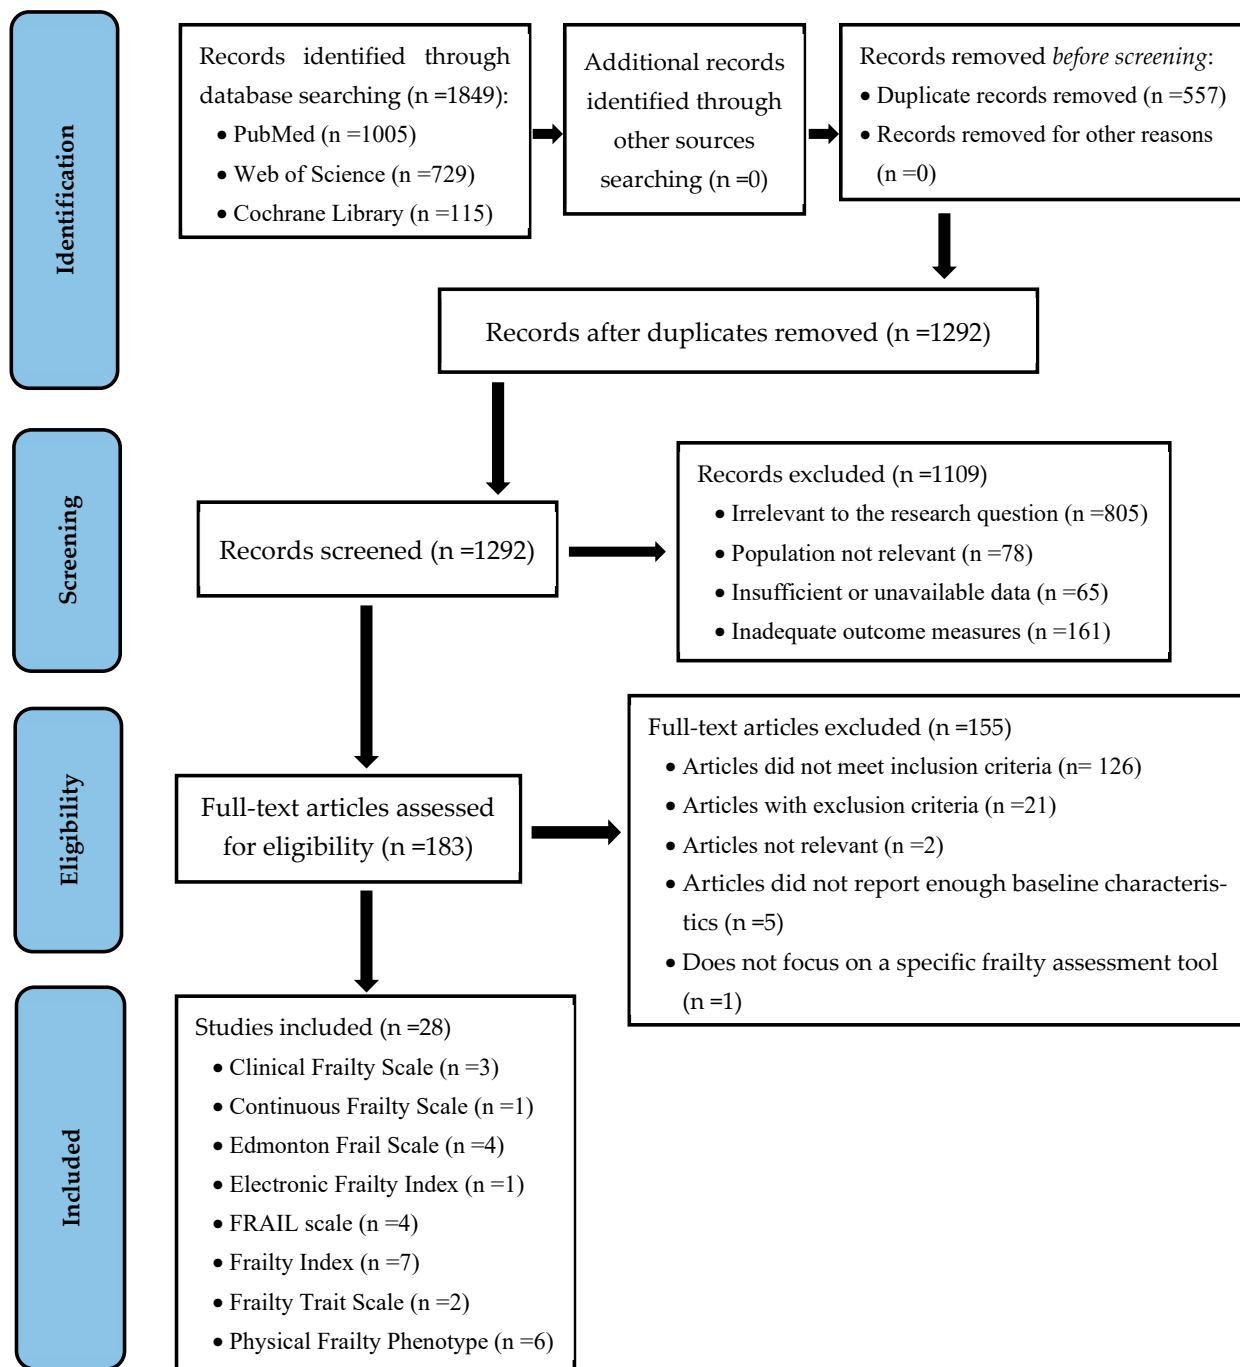 Identification
Records identified through
database searching (n =1849):
• PubMed (n =1005)
• Web of Science (n =729)
• Cochrane Library (n =115)
Additional records
identified through
other sources
searching (n =0)
Records removed before screening:
• Duplicate records removed (n =557)
• Records removed for other reasons
(n =0)
Records after duplicates removed (n =1292)
Screening
Records screened (n =1292)
Records excluded (n =1109)
• Irrelevant to the research question (n =805)
• Population not relevant (n =78)
• Insufficient or unavailable data (n =65)
• Inadequate outcome measures (n =161)
Eligibility
Full-text articles assessed
for eligibility (n =183)
Full-text articles excluded (n =155)
• Articles did not meet inclusion criteria (n= 126)
• Articles with exclusion criteria (n =21)
• Articles not relevant (n =2)
• Articles did not report enough baseline characteris-
tics (n =5)
• Does not focus on a specific frailty assessment tool
(n =1)
Included
Studies included (n =28)
• Clinical Frailty Scale (n =3)
• Continuous Frailty Scale (n =1)
• Edmonton Frail Scale (n =4)
• Electronic Frailty Index (n =1)
• FRAIL scale (n =4)
• Frailty Index (n =7)
• Frailty Trait Scale (n =2)
• Physical Frailty Phenotype (n =6)